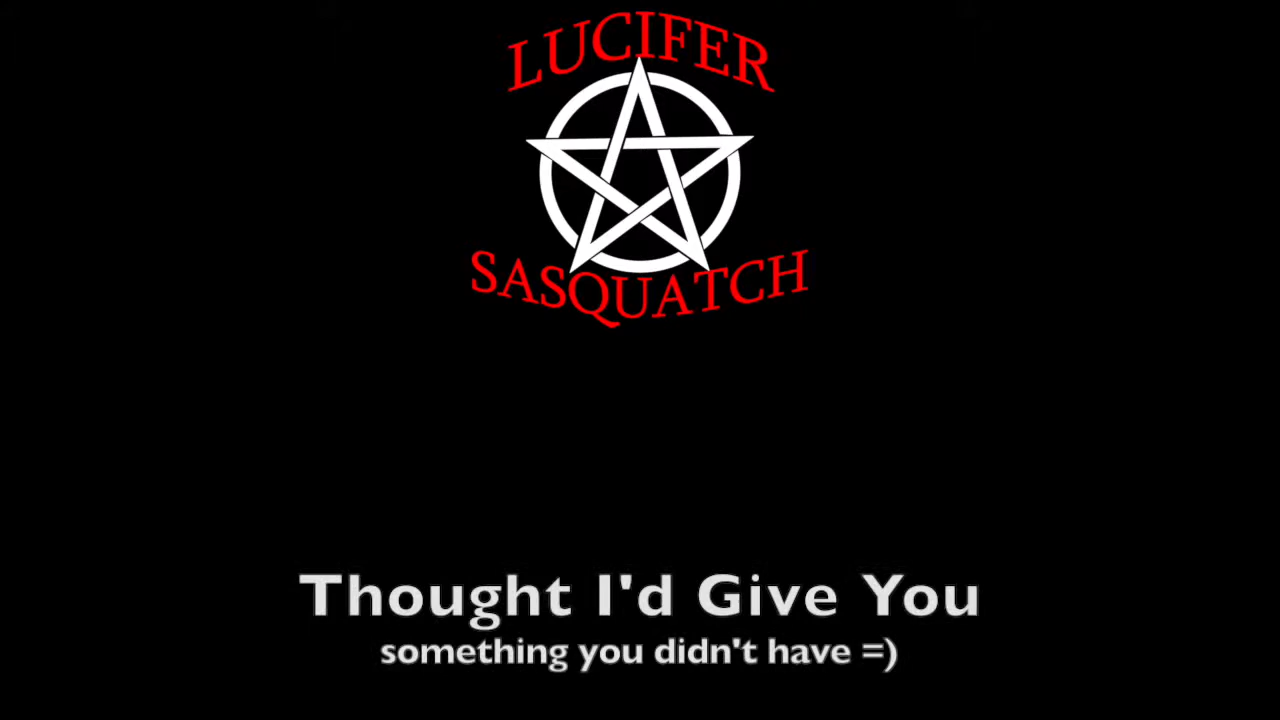 LUCIFER
SASQUATCH
Thought I'd Give You
something you didn't have =)